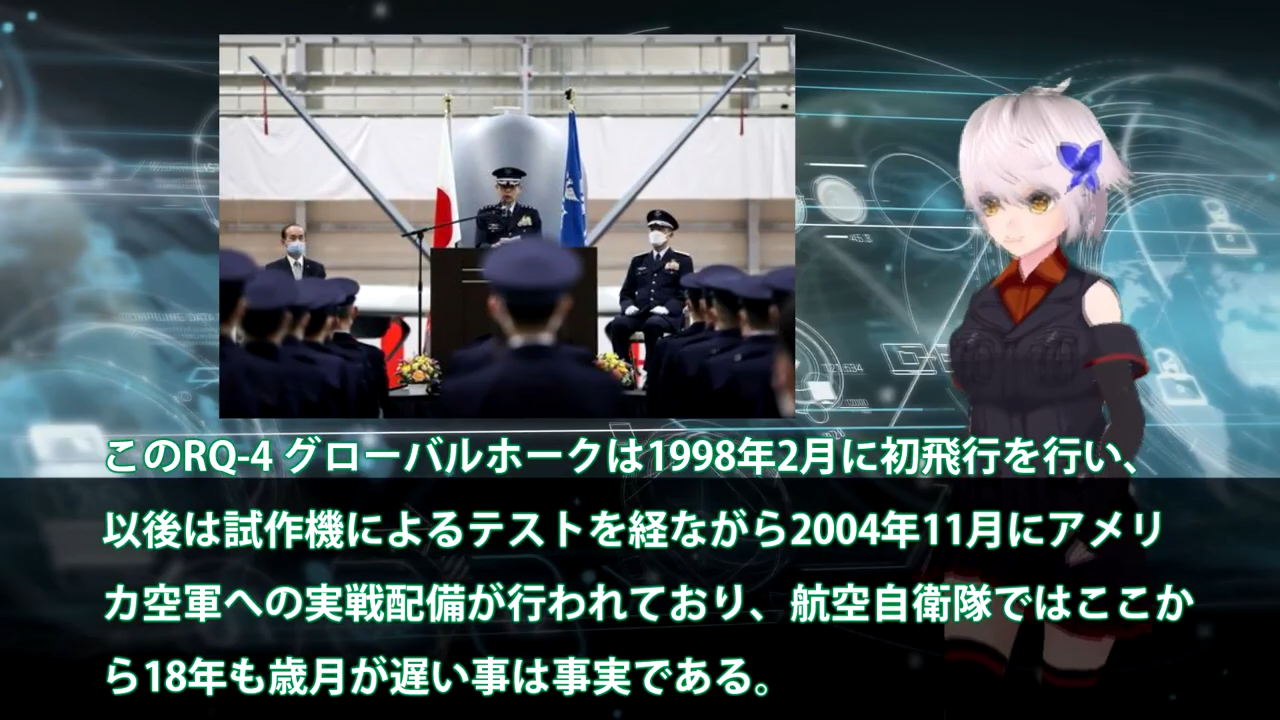 このRQ-4 グローバルホークは1998年2月に初飛行を行い、
以後は試作機によるテストを経ながら2004年11月にアメリ
カ空軍への実戦配備が行われており、航空自衛隊ではここか
ら18年も歳月が遅い事は事実である。